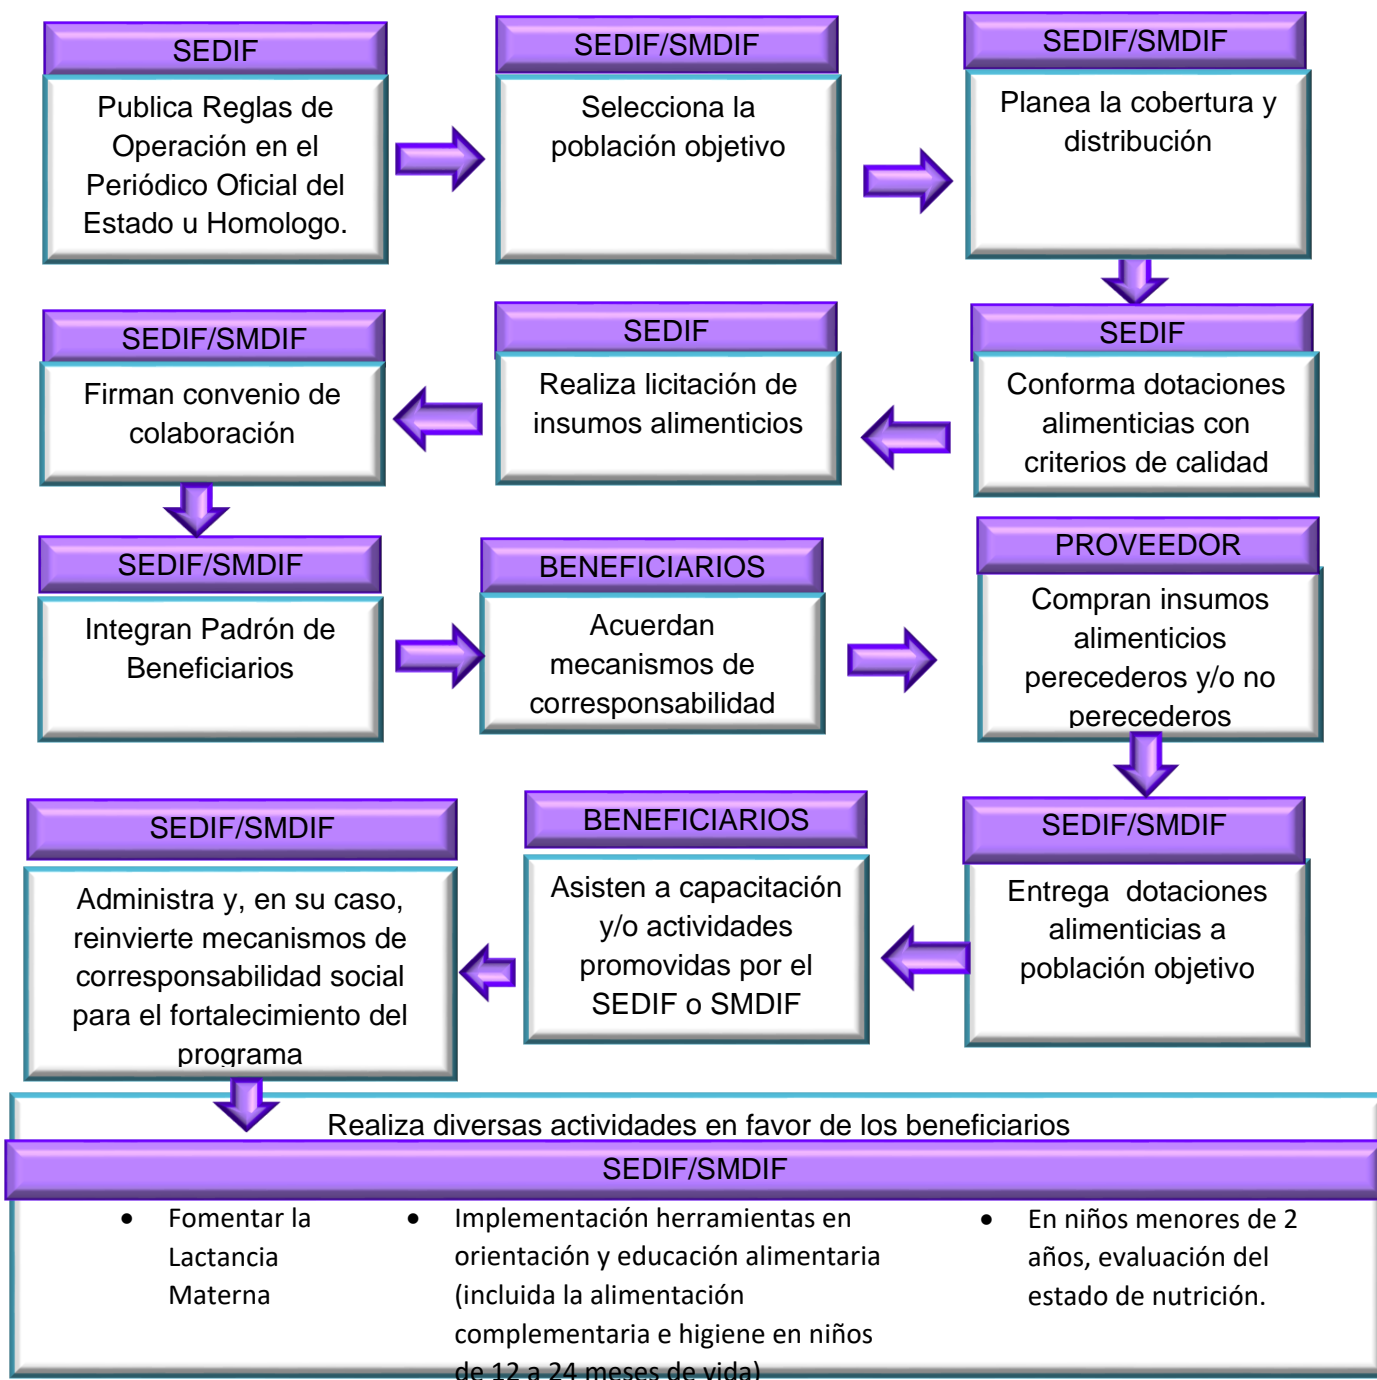 SEDIF
Publica Reglas de
Operación en el
Periódico Oficial del
Estado u Homologo.
SEDIF/SMDIF
Selecciona la
población objetivo
SEDIF/SMDIF
Planea la cobertura y
distribución
SEDIF
Conforma dotaciones
alimenticias con
criterios de calidad
SEDIF
Realiza licitación de
insumos alimenticios
SEDIF/SMDIF
Firman convenio de
colaboración
SEDIF/SMDIF
Integran Padrón de
Beneficiarios
BENEFICIARIOS
Acuerdan
mecanismos de
corresponsabilidad
PROVEEDOR
Compran insumos
alimenticios
perecederos y/o no
perecederos
SEDIF/SMDIF
Entrega  dotaciones
alimenticias a
población objetivo
BENEFICIARIOS
Asisten a capacitación
y/o actividades
promovidas por el
SEDIF o SMDIF
SEDIF/SMDIF
Administra y, en su caso,
reinvierte mecanismos de
corresponsabilidad social
para el fortalecimiento del
programa
Realiza diversas actividades en favor de los beneficiarios
SEDIF/SMDIF
• Fomentar la
Lactancia
Materna
• Implementación herramientas en
orientación y educación alimentaria
(incluida la alimentación
complementaria e higiene en niños
de 12 a 24 meses de vida)
• En niños menores de 2
años, evaluación del
estado de nutrición.